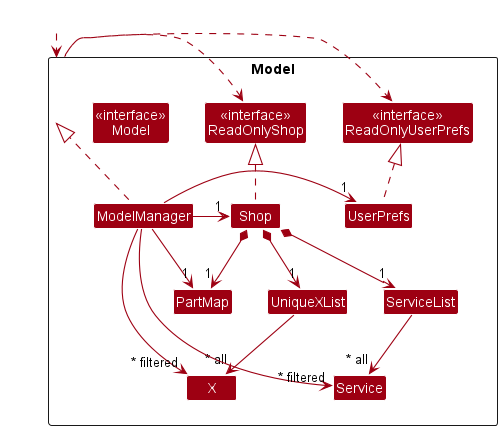 Model
«interface»
Model
«interface»
ReadOnlyShop
«interface»
ReadOnlyUserPrefs
1
1
ModelManager
Shop
UserPrefs
1
1
1
1
PartMap
UniqueXList
ServiceList
* filtered
* all
* filtered
* all
X
Service